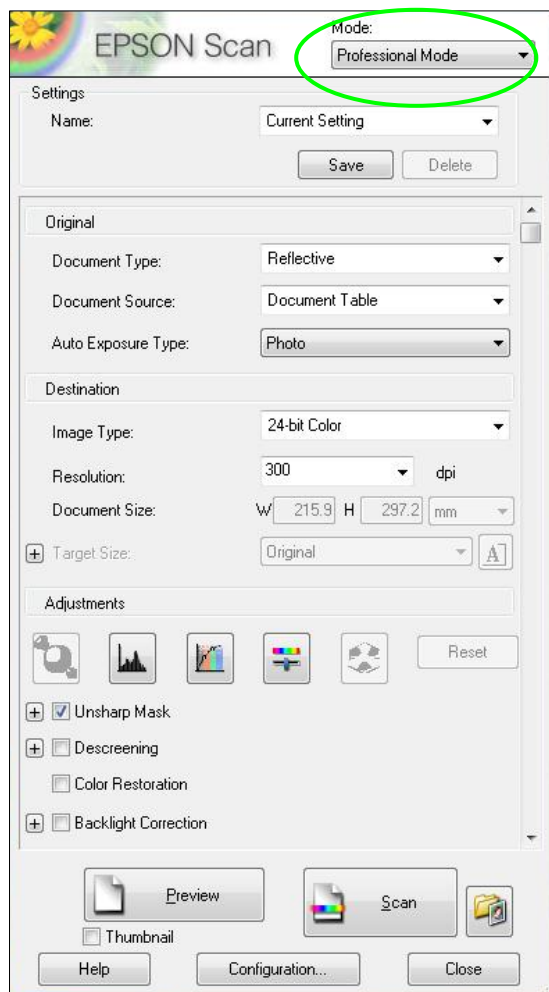 Mode:
EPSON Scan
Professional Mode
Settings
Name: Current Setting
Save Delete
Original
Document Type: Reflective
Document Source: Document Table
Auto Exposure Type: Photo
Destination
Image Type: 24-bit Color
Resolution: 300 dpi
Document Size: W 215.9 H 297.2 mm
Target Size: Original A
Adjustments
Reset
Unsharp Mask
Descreening
Color Restoration
Backlight Correction
Preview Scan
Thumbnail
Help Configuration... Close